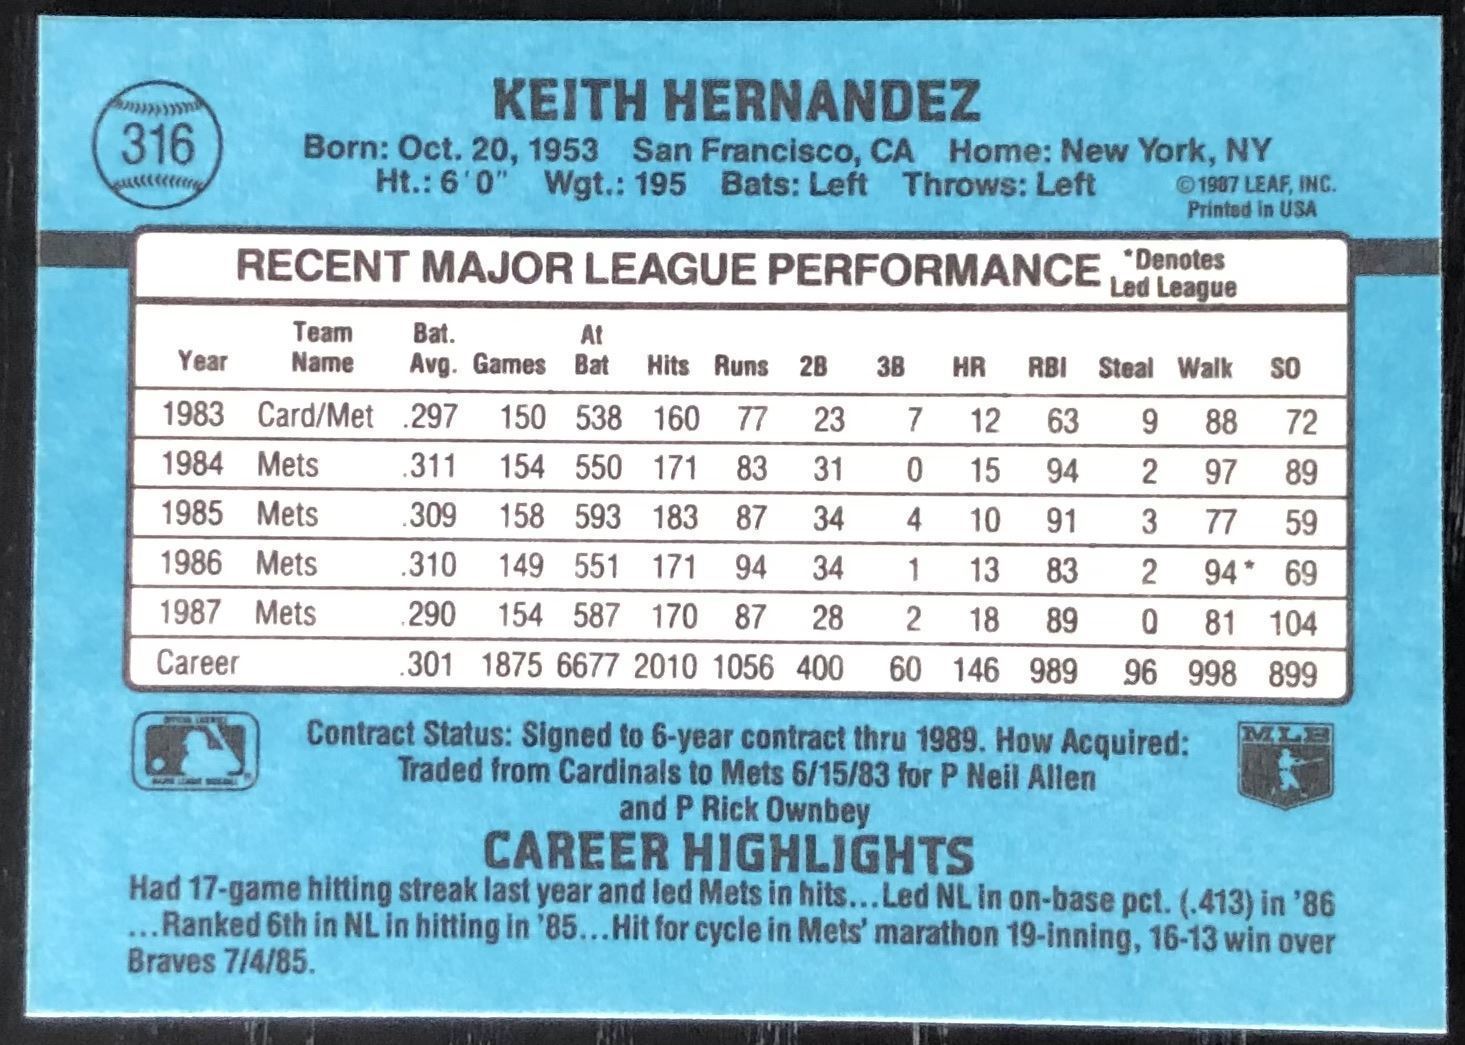 316
KEITH HERNANDEZ
Born: Oct. 20, 1953 San Francisco, CA Home: New York, NY
Ht.: 6'0" Wgt.: 195 Bats: Left Throws: Left
©1987 LEAF, INC.
Printed in USA
RECENT MAJOR LEAGUE PERFORMANCE *Denotes
Led League
Year Team Name Bat. Avg. Games At Bat Hits Runs 2B 3B HR RBI Steal Walk SO
1983 Card/Met .297 150 538 160 77 23 7 12 63 9 88 72
1984 Mets .311 154 550 171 83 31 0 15 94 2 97 89
1985 Mets .309 158 593 183 87 34 4 10 91 3 77 59
1986 Mets .310 149 551 171 94 34 1 13 83 2 94* 69
1987 Mets .290 154 587 170 87 28 2 18 89 0 81 104
Career .301 1875 6677 2010 1056 400 60 146 989 96 998 899
Contract Status: Signed to 6-year contract thru 1989. How Acquired:
Traded from Cardinals to Mets 6/15/83 for P Neil Allen
and P Rick Ownbey
MLB
CAREER HIGHLIGHTS
Had 17-game hitting streak last year and led Mets in hits...Led NL in on-base pct. (.413) in '86
...Ranked 6th in NL in hitting in '85...Hit for cycle in Mets' marathon 19-inning, 16-13 win over
Braves 7/4/85.